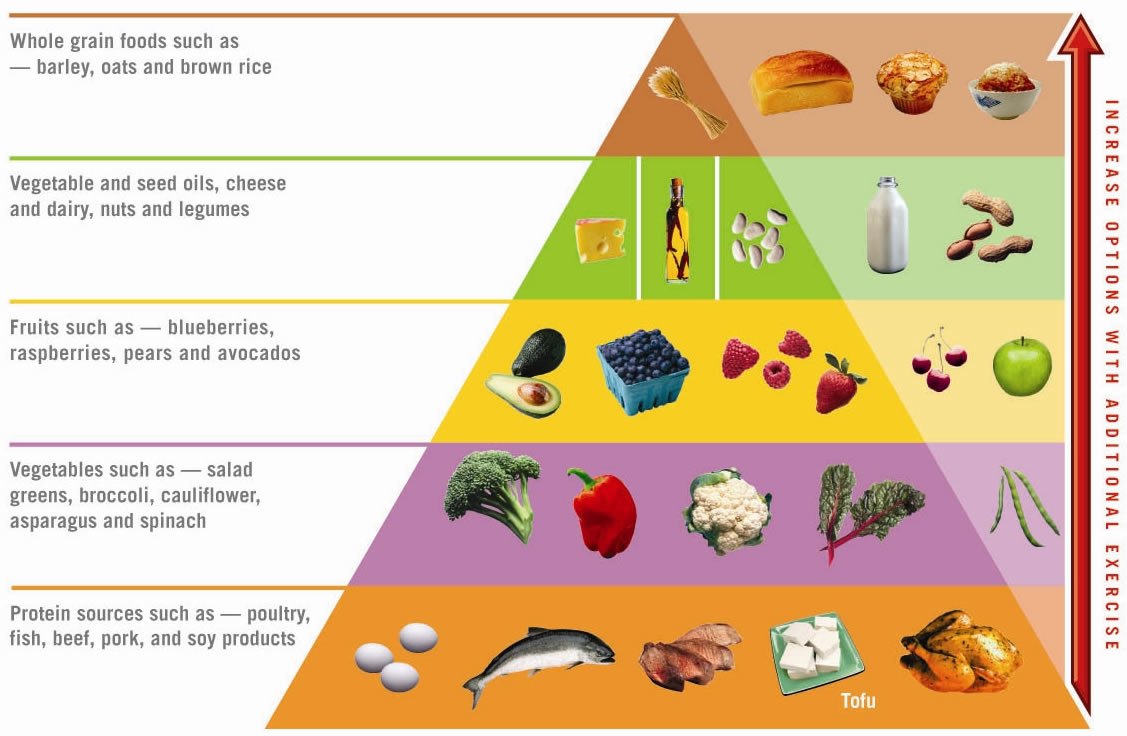 Whole grain foods such as
— barley, oats and brown rice
Vegetable and seed oils, cheese
and dairy, nuts and legumes
Fruits such as — blueberries,
raspberries, pears and avocados
Vegetables such as — salad
greens, broccoli, cauliflower,
asparagus and spinach
Protein sources such as — poultry,
fish, beef, pork, and soy products
Tofu
INCREASE OPTIONS WITH ADDITIONAL EXERCISE